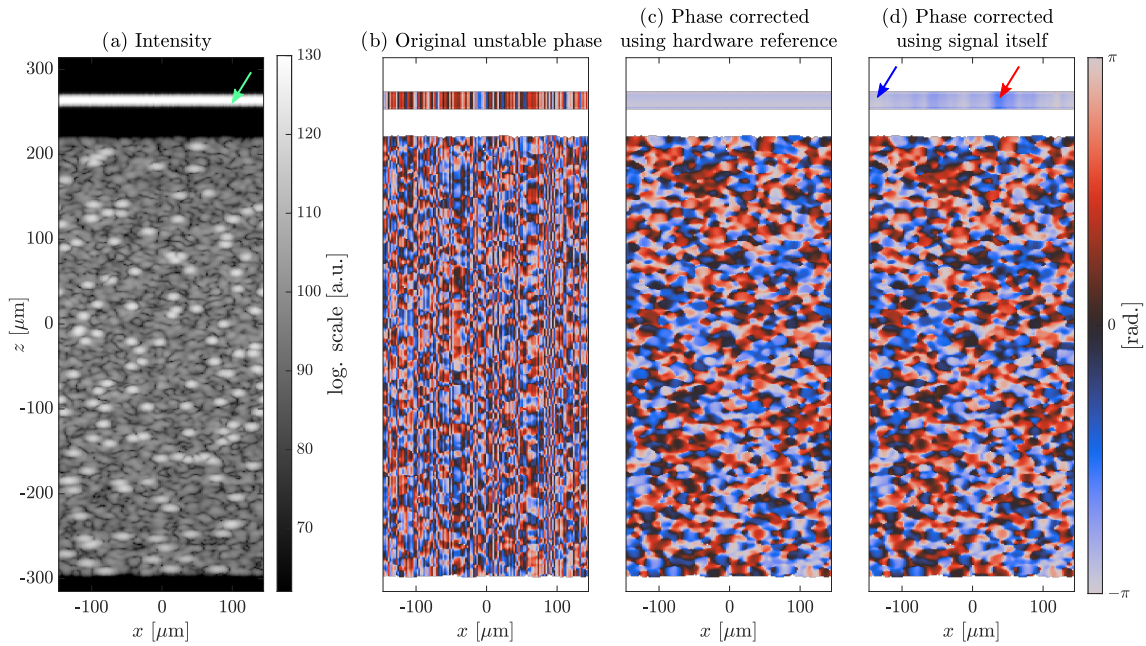 (a) Intensity
(b) Original unstable phase
(c) Phase corrected
using hardware reference
(d) Phase corrected
using signal itself
300
200
100
0
-100
-200
-300
z [μm]
-100 0 100
x [μm]
130
120
110
100
90
80
70
log. scale [a.u.]
-100 0 100
x [μm]
-100 0 100
x [μm]
-100 0 100
x [μm]
π
0
−π
[rad.]